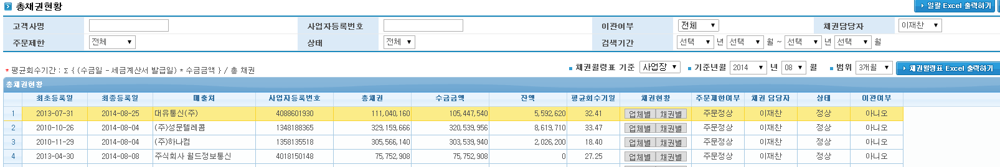 총채권현황
일괄 Excel 출력하기
고객사명 사업자등록번호 이관여부 전체 채권담당자 이재찬
주문제한 전체 상태 전체 검색기간 선택 년 선택 월 ~ 선택 년 선택 월
* 평균회수기간 : Σ { (수금일 - 세금계산서 발급일) * 수금금액 } / 총 채권
채권월령표 기준 사업장 기준년월 2014 년 08 월 범위 3개월 채권월령표 Excel 출력하기
총채권현황
최초등록일 최종등록일 매출처 사업자등록번호 총채권 수금금액 잔액 평균회수기일 채권현황 주문제한여부 채권 담당자 상태 이관여부
1 2013-07-31 2014-08-25 대유통신(주) 4088601930 111,040,160 105,447,540 5,592,620 32.41 업체별 채권별 주문정상 이재찬 정상 아니오
2 2010-10-26 2014-08-04 (주)성문텔레콤 1348188365 329,159,666 320,539,956 8,619,710 33.47 업체별 채권별 주문정상 이재찬 정상 아니오
3 2010-11-29 2014-08-04 (주)하나컴 1358135518 305,566,140 303,539,940 2,026,200 18.40 업체별 채권별 주문정상 이재찬 정상 아니오
4 2013-04-30 2014-08-08 주식회사 월드정보통신 4018150148 75,752,908 75,752,908 0 27.25 업체별 채권별 주문정상 이재찬 정상 아니오